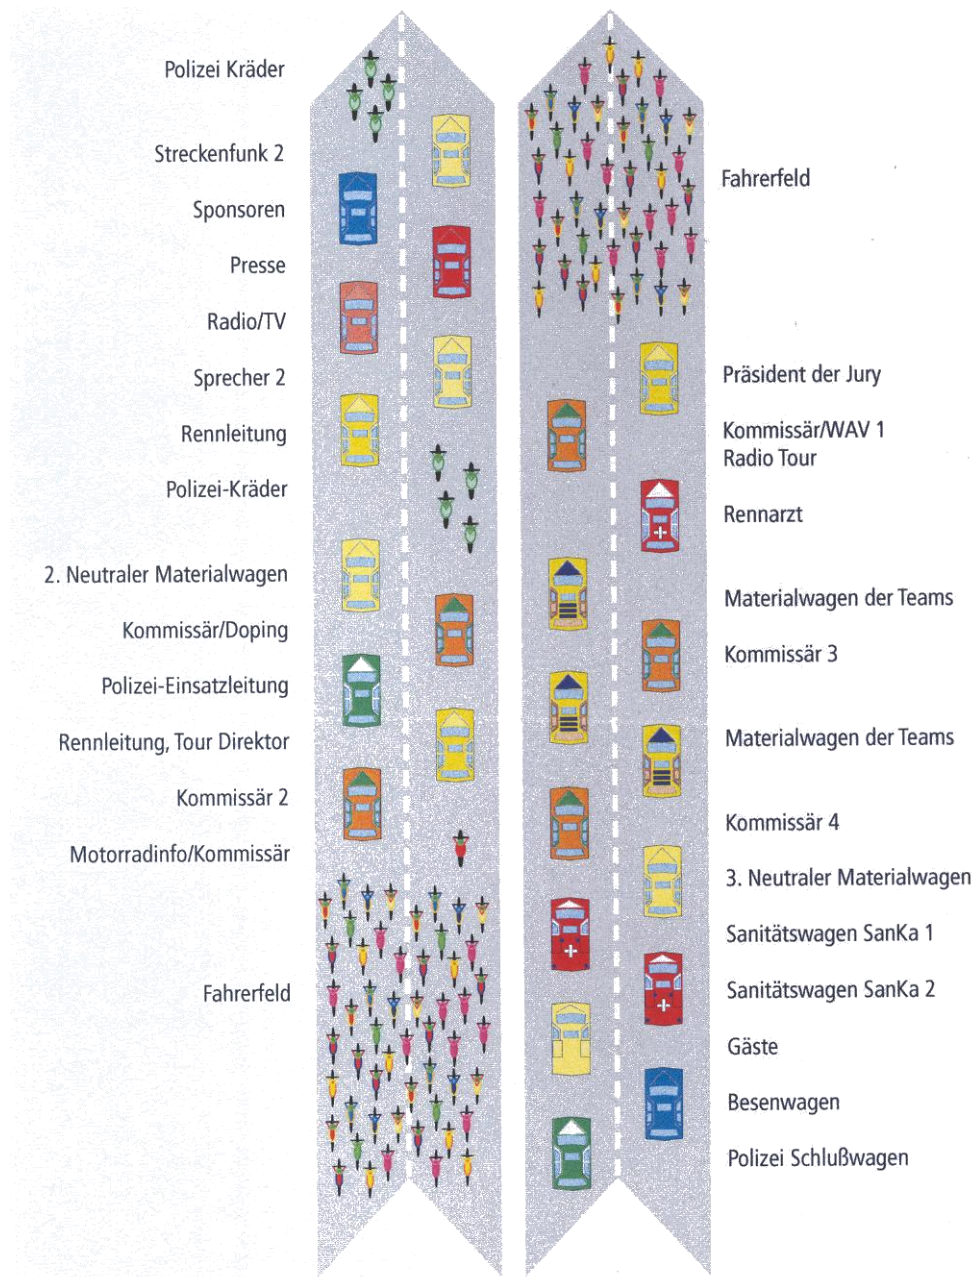 Polizei Kräder
Streckenfunk 2
Sponsoren
Presse
Radio/TV
Sprecher 2
Rennleitung
Polizei-Kräder
2. Neutraler Materialwagen
Kommissär/Doping
Polizei-Einsatzleitung
Rennleitung, Tour Direktor
Kommissär 2
Motorradinfo/Kommissär
Fahrerfeld
Fahrerfeld
Präsident der Jury
Kommissär/WAV 1
Radio Tour
Rennarzt
Materialwagen der Teams
Kommissär 3
Materialwagen der Teams
Kommissär 4
3. Neutraler Materialwagen
Sanitätswagen SanKa 1
Sanitätswagen SanKa 2
Gäste
Besenwagen
Polizei Schlußwagen